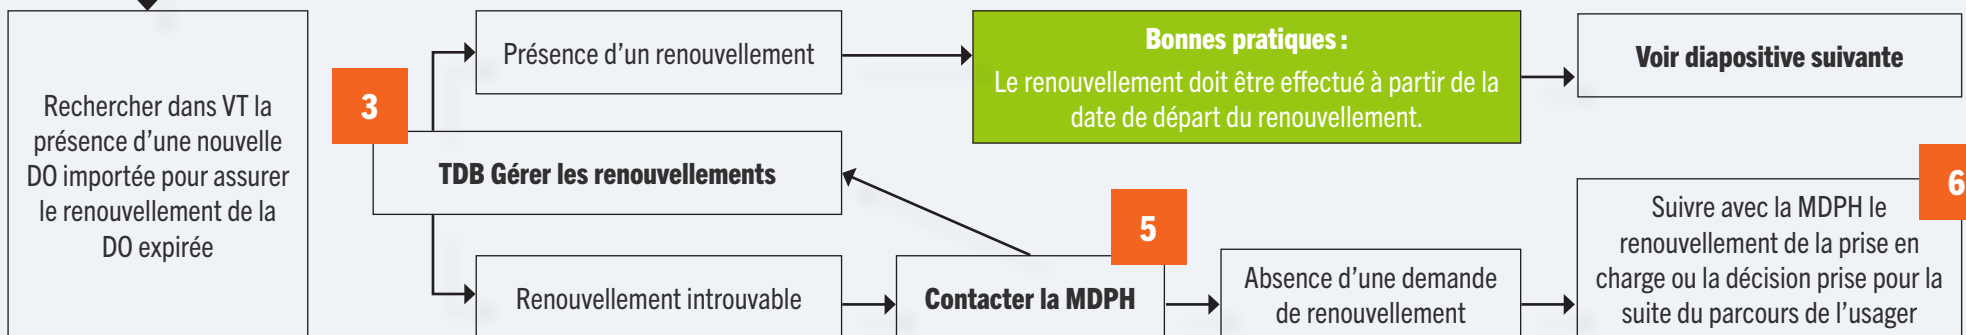 Rechercher dans VT la
présence d’une nouvelle
DO importée pour assurer
le renouvellement de la
DO expirée
3
Présence d’un renouvellement
Bonnes pratiques :
Le renouvellement doit être effectué à partir de la
date de départ du renouvellement.
Voir diapositive suivante
TDB Gérer les renouvellements
Renouvellement introuvable
5
Contacter la MDPH
Absence d’une demande
de renouvellement
6
Suivre avec la MDPH le
renouvellement de la prise en
charge ou la décision prise pour la
suite du parcours de l’usager